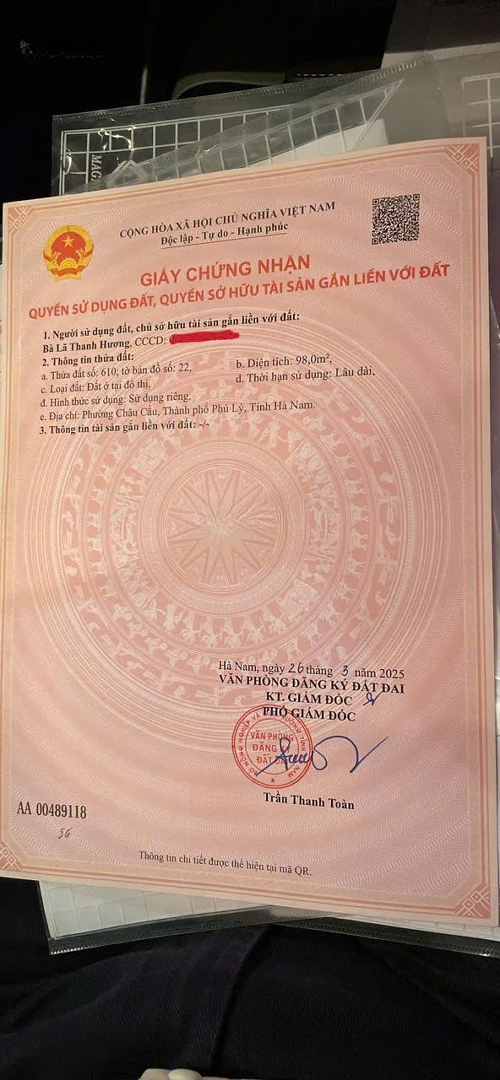 CỘNG HÒA XÃ HỘI CHỦ NGHĨA VIỆT NAM
Độc lập - Tự do - Hạnh phúc
GIẤY CHỨNG NHẬN
QUYỀN SỬ DỤNG ĐẤT, QUYỀN SỞ HỮU TÀI SẢN GẮN LIỀN VỚI ĐẤT
1. Người sử dụng đất, chủ sở hữu tài sản gắn liền với đất:
Bà Lã Thanh Hương, CCCD:
2. Thông tin thửa đất:
a. Thửa đất số: 610; tờ bản đồ số: 22, b. Diện tích: 98,0m²,
c. Loại đất: Đất ở tại đô thị, d. Thời hạn sử dụng: Lâu dài,
đ. Hình thức sử dụng: Sử dụng riêng,
e. Địa chỉ: Phường Châu Cầu, Thành phố Phủ Lý, Tỉnh Hà Nam.
3. Thông tin tài sản gắn liền với đất: -/-
Hà Nam, ngày 26 tháng 3 năm 2025
VĂN PHÒNG ĐĂNG KÝ ĐẤT ĐAI
KT. GIÁM ĐỐC
PHÓ GIÁM ĐỐC
VĂN PHÒNG
ĐĂNG
ĐẤT
Trần Thanh Toàn
AA 00489118
56
Thông tin chi tiết được thể hiện tại mã QR.